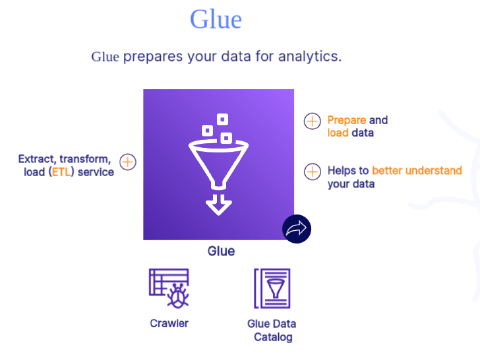 Glue
Glue prepares your data for analytics.
Extract, transform,
load (ETL) service
Prepare and
load data
Helps to better understand
your data
Glue
Crawler
Glue Data
Catalog